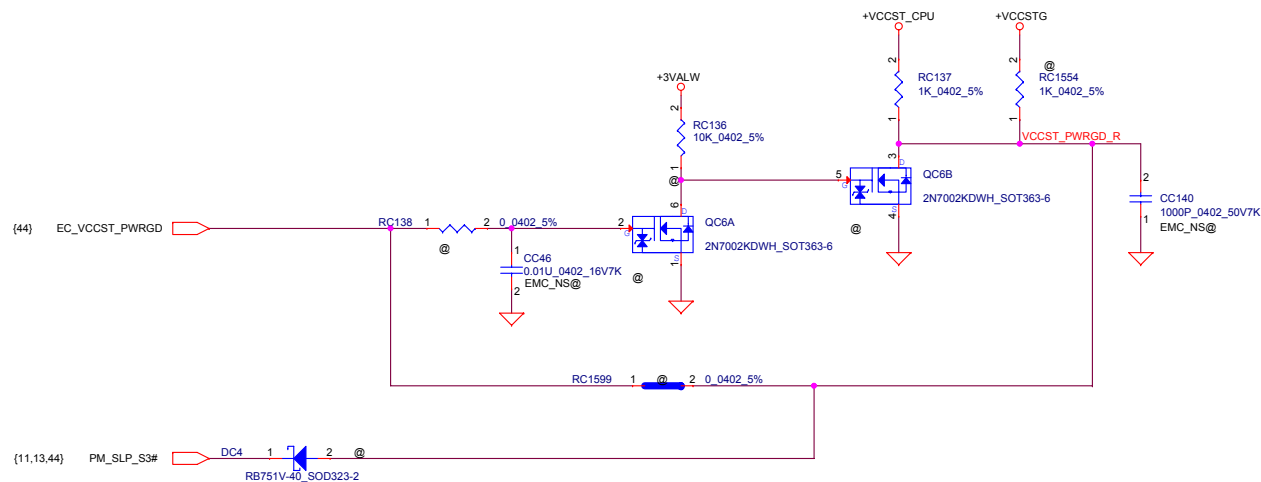 +VCCST_CPU
+VCCSTG
2
2
@
RC137
RC1554
1K_0402_5%
1K_0402_5%
1
1
VCCST_PWRGD_R
+3VALW
2
RC136
10K_0402_5%
1
@
3
D
5
G
QC6B
2N7002KDWH_SOT363-6
S
4
@
2
CC140
1000P_0402_50V7K
1
EMC_NS@
{44}
EC_VCCST_PWRGD
RC138
1
2
0_0402_5%
@
6
D
2
G
QC6A
2N7002KDWH_SOT363-6
S
1
@
1
CC46
0.01U_0402_16V7K
EMC_NS@
2
RC1599
1
@
2
0_0402_5%
{11,13,44}
PM_SLP_S3#
DC4
1
2
@
RB751V-40_SOD323-2